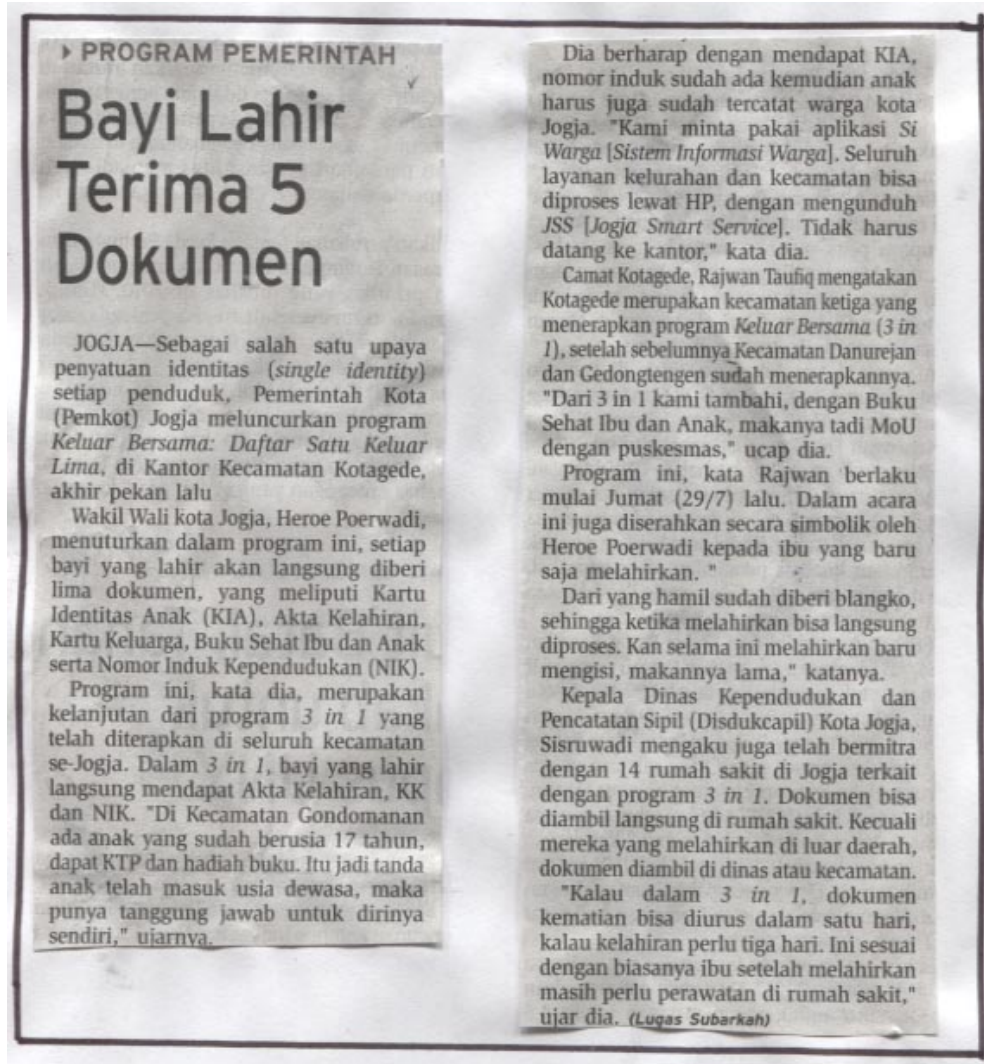 PROGRAM PEMERINTAH
Bayi Lahir
Terima 5
Dokumen
JOGJA—Sebagai salah satu upaya
penyatuan identitas (single identity)
setiap penduduk, Pemerintah Kota
(Pemkot) Jogja meluncurkan program
Keluar Bersama: Daftar Satu Keluar
Lima, di Kantor Kecamatan Kotagede,
akhir pekan lalu
Wakil Wali kota Jogja, Heroe Poerwadi,
menuturkan dalam program ini, setiap
bayi yang lahir akan langsung diberi
lima dokumen, yang meliputi Kartu
Identitas Anak (KIA), Akta Kelahiran,
Kartu Keluarga, Buku Sehat Ibu dan Anak
serta Nomor Induk Kependudukan (NIK).
Program ini, kata dia, merupakan
kelanjutan dari program 3 in 1 yang
telah diterapkan di seluruh kecamatan
se-Jogja. Dalam 3 in 1, bayi yang lahir
langsung mendapat Akta Kelahiran, KK
dan NIK. "Di Kecamatan Gondomanan
ada anak yang sudah berusia 17 tahun,
dapat KTP dan hadiah buku. Itu jadi tanda
anak telah masuk usia dewasa, maka
punya tanggung jawab untuk dirinya
sendiri," ujarnya.
Dia berharap dengan mendapat KIA,
nomor induk sudah ada kemudian anak
harus juga sudah tercatat warga kota
Jogja. "Kami minta pakai aplikasi Si
Warga [Sistem Informasi Warga]. Seluruh
layanan kelurahan dan kecamatan bisa
diproses lewat HP, dengan mengunduh
JSS [Jogja Smart Service]. Tidak harus
datang ke kantor," kata dia.
Camat Kotagede, Rajwan Taufiq mengatakan
Kotagede merupakan kecamatan ketiga yang
menerapkan program Keluar Bersama (3 in
1), setelah sebelumnya Kecamatan Danurejan
dan Gedongtengen sudah menerapkannya.
"Dari 3 in 1 kami tambahi, dengan Buku
Sehat Ibu dan Anak, makanya tadi MoU
dengan puskesmas," ucap dia.
Program ini, kata Rajwan berlaku
mulai Jumat (29/7) lalu. Dalam acara
ini juga diserahkan secara simbolik oleh
Heroe Poerwadi kepada ibu yang baru
saja melahirkan. "
Dari yang hamil sudah diberi blangko,
sehingga ketika melahirkan bisa langsung
diproses. Kan selama ini melahirkan baru
mengisi, makannya lama," katanya.
Kepala Dinas Kependudukan dan
Pencatatan Sipil (Disdukcapil) Kota Jogja,
Sisruwadi mengaku juga telah bermitra
dengan 14 rumah sakit di Jogja terkait
dengan program 3 in 1. Dokumen bisa
diambil langsung di rumah sakit. Kecuali
mereka yang melahirkan di luar daerah,
dokumen diambil di dinas atau kecamatan.
"Kalau dalam 3 in 1, dokumen
kematian bisa diurus dalam satu hari,
kalau kelahiran perlu tiga hari. Ini sesuai
dengan biasanya ibu setelah melahirkan
masih perlu perawatan di rumah sakit,"
ujar dia. (Lugas Subarkah)